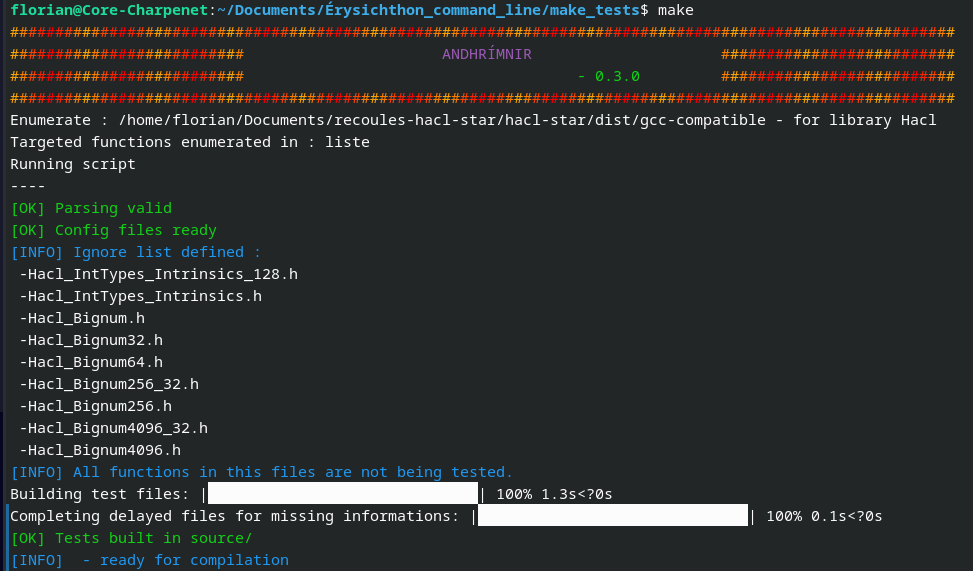 florian@Core-Charpenet:~/Documents/Érysichthon_command_line/make_tests$ make
#########################################################################################################
########################## ANDHRÍMNIR ##########################
########################## - 0.3.0 ##########################
#########################################################################################################
Enumerate : /home/florian/Documents/recoules-hacl-star/hacl-star/dist/gcc-compatible - for library Hacl
Targeted functions enumerated in : liste
Running script
----
[OK] Parsing valid
[OK] Config files ready
[INFO] Ignore list defined :
-Hacl_IntTypes_Intrinsics_128.h
-Hacl_IntTypes_Intrinsics.h
-Hacl_Bignum.h
-Hacl_Bignum32.h
-Hacl_Bignum64.h
-Hacl_Bignum256_32.h
-Hacl_Bignum256.h
-Hacl_Bignum4096_32.h
-Hacl_Bignum4096.h
[INFO] All functions in this files are not being tested.
Building test files: | | 100% 1.3s<?0s
Completing delayed files for missing informations: | | 100% 0.1s<?0s
[OK] Tests built in source/
[INFO]  - ready for compilation